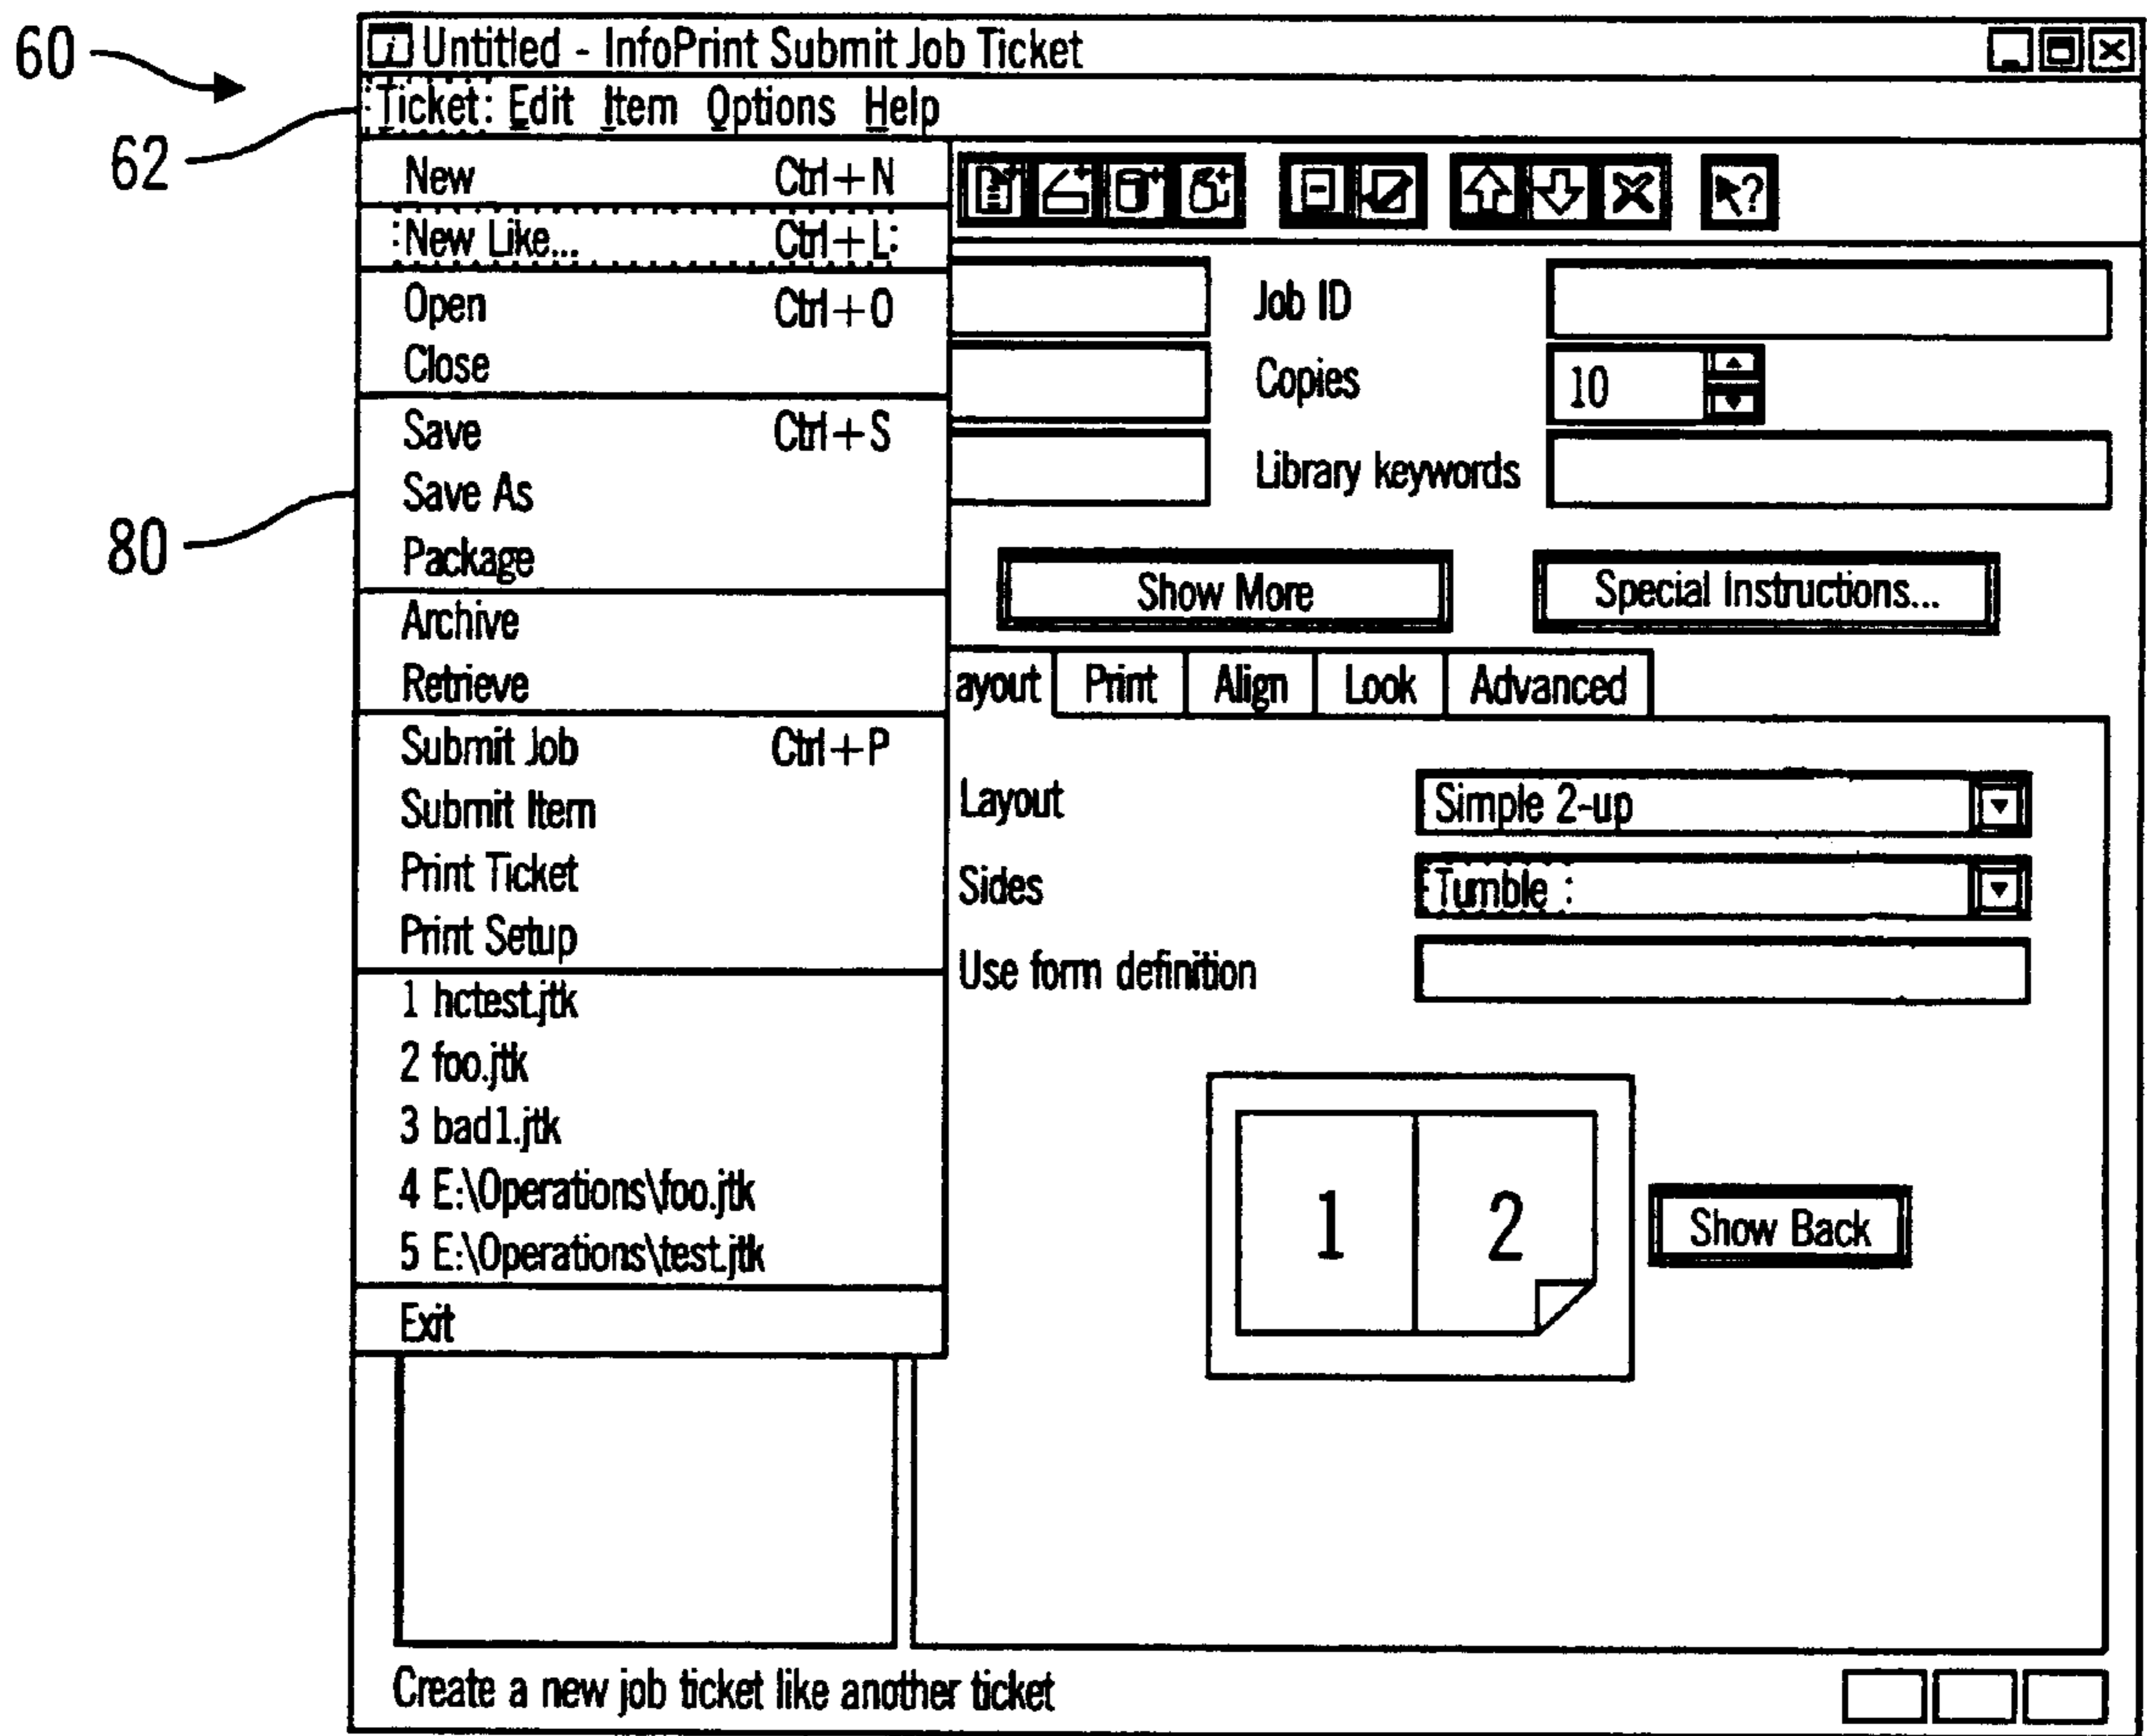 60
Untitled - InfoPrint Submit Job Ticket
62
Ticket Edit Item Options Help
New Ctrl+N
New Like... Ctrl+L
Open Ctrl+O
Close
Save Ctrl+S
Save As
Package
80
Archive
Retrieve
Submit Job Ctrl+P
Submit Item
Print Ticket
Print Setup
1 hctest.jtk
2 foo.jtk
3 bad1.jtk
4 E:\Operations\foo.jtk
5 E:\Operations\test.jtk
Exit
?
Job ID
Copies 10
Library keywords
Show More Special Instructions...
ayout Print Align Look Advanced
Layout Simple 2-up
Sides Tumble
Use form definition
1 2
Show Back
Create a new job ticket like another ticket